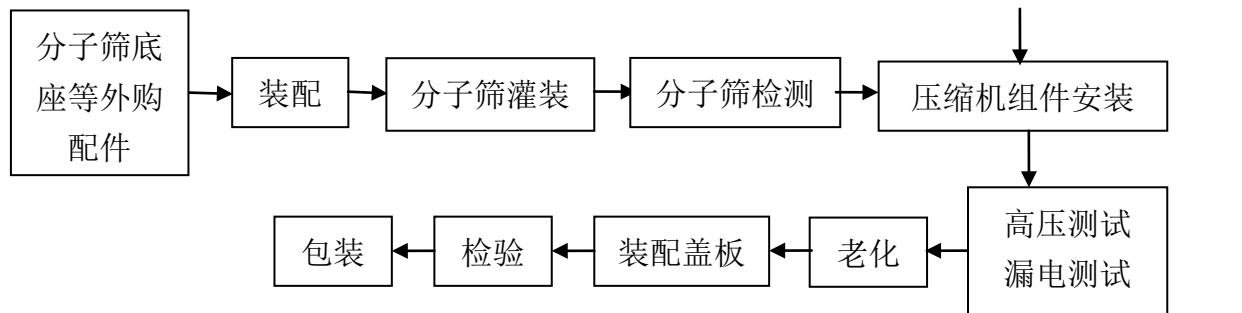 分子筛底
座等外购
配件
装配
分子筛灌装
分子筛检测
压缩机组件安装
高压测试
漏电测试
老化
装配盖板
检验
包装